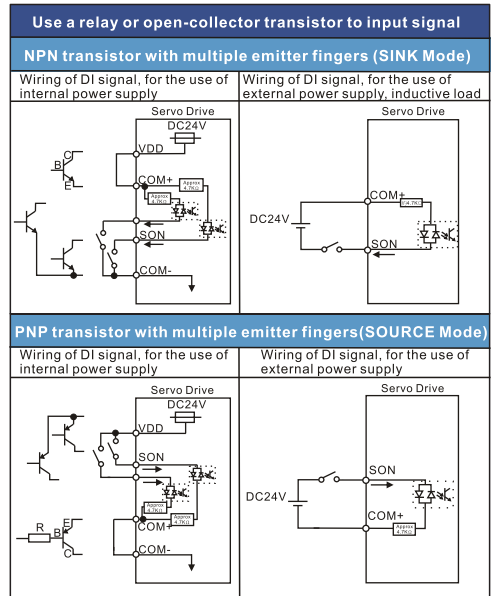 Use a relay or open-collector transistor to input signal
NPN transistor with multiple emitter fingers (SINK Mode)
Wiring of DI signal, for the use of
internal power supply
Wiring of DI signal, for the use of
external power supply, inductive load
Servo Drive
DC24V
VDD
C
B
E
COM+
Approx
4.7KΩ
Approx
4.7KΩ
SON
COM-
Servo Drive
COM+
4.7KΩ
DC24V
SON
PNP transistor with multiple emitter fingers(SOURCE Mode)
Wiring of DI signal, for the use of
internal power supply
Wiring of DI signal, for the use of
external power supply
Servo Drive
DC24V
VDD
SON
Approx
4.7KΩ
Approx
4.7KΩ
COM+
R
E
B
C
COM-
Servo Drive
SON
DC24V
COM+
Approx
4.7KΩ